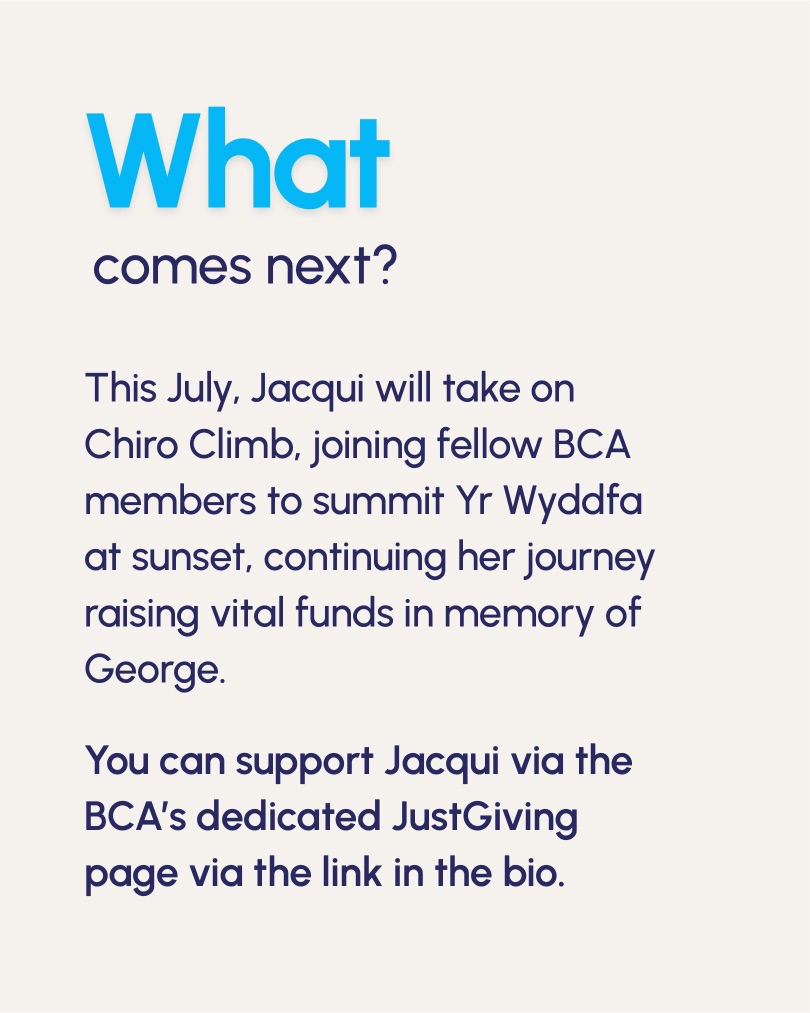 What
comes next?
This July, Jacqui will take on
Chiro Climb, joining fellow BCA
members to summit Yr Wyddfa
at sunset, continuing her journey
raising vital funds in memory of
George.
You can support Jacqui via the
BCA’s dedicated JustGiving
page via the link in the bio.